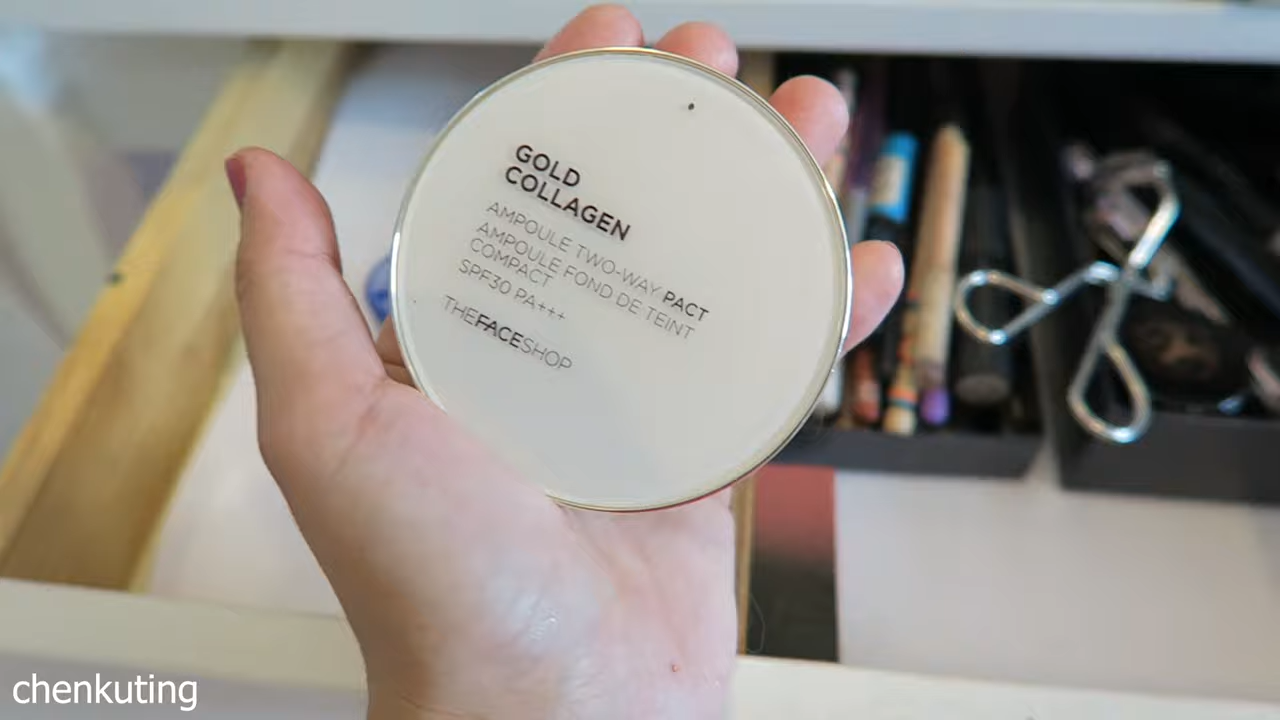 GOLD
COLLAGEN
AMPOULE TWO-WAY PACT
AMPOULE FOND DE TEINT
COMPACT
SPF30 PA+++
THEFACESHOP
chenkuting